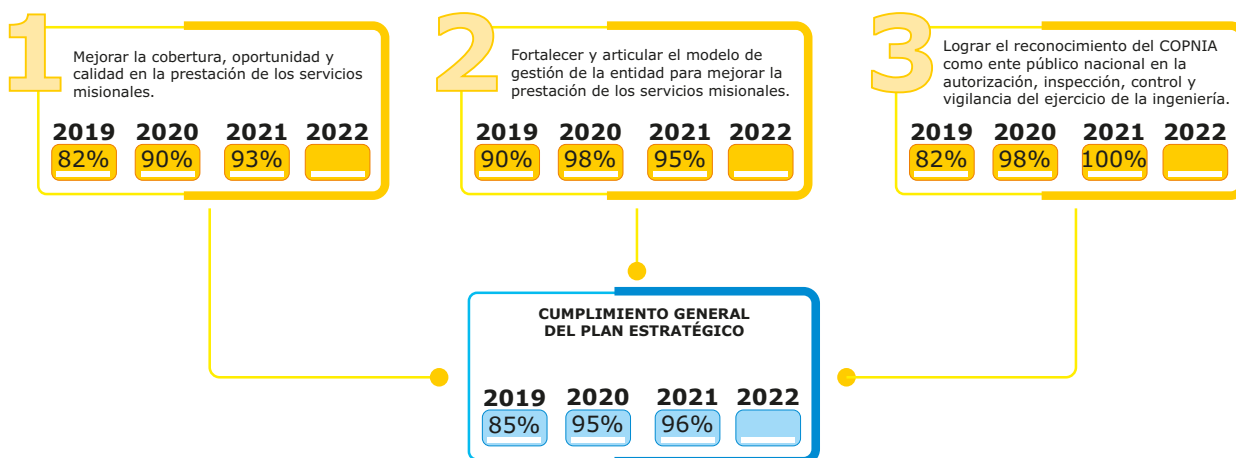 1
Mejorar la cobertura, oportunidad y
calidad en la prestación de los servicios
misionales.
2019 2020 2021 2022
82% 90% 93%
2
Fortalecer y articular el modelo de
gestión de la entidad para mejorar la
prestación de los servicios misionales.
2019 2020 2021 2022
90% 98% 95%
3
Lograr el reconocimiento del COPNIA
como ente público nacional en la
autorización, inspección, control y
vigilancia del ejercicio de la ingeniería.
2019 2020 2021 2022
82% 98% 100%
CUMPLIMIENTO GENERAL
DEL PLAN ESTRATÉGICO
2019 2020 2021 2022
85% 95% 96%